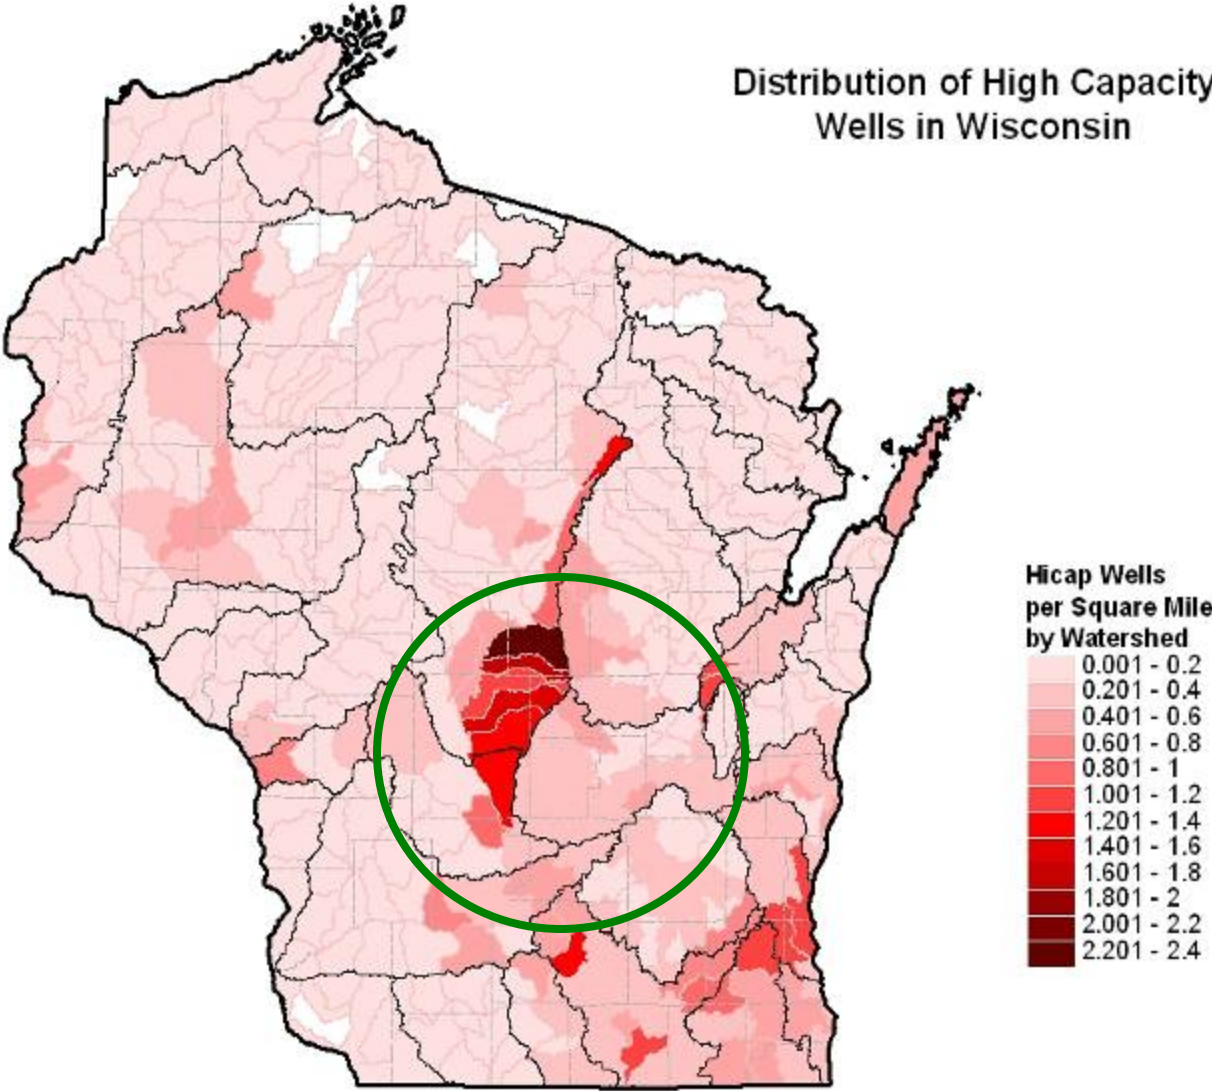 Distribution of High Capacity
Wells in Wisconsin
Hicap Wells
per Square Mile
by Watershed
0.001 - 0.2
0.201 - 0.4
0.401 - 0.6
0.601 - 0.8
0.801 - 1
1.001 - 1.2
1.201 - 1.4
1.401 - 1.6
1.601 - 1.8
1.801 - 2
2.001 - 2.2
2.201 - 2.4